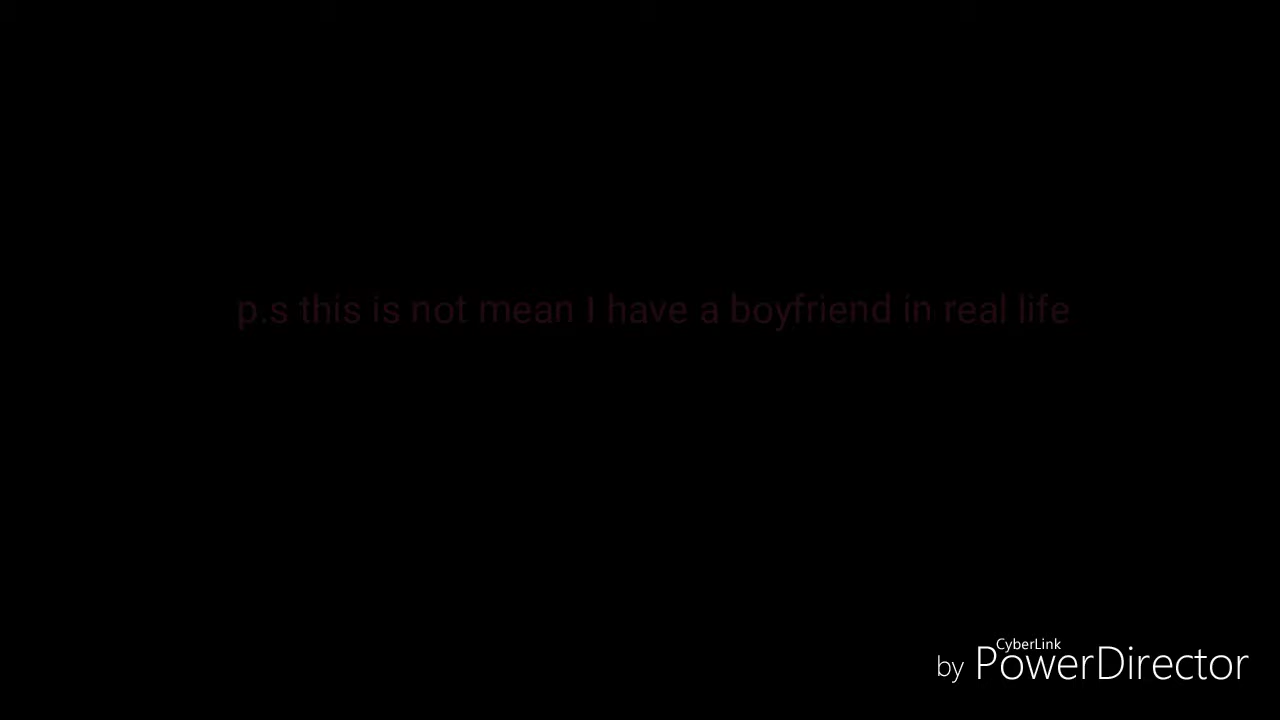 p.s this is not mean I have a boyfriend in real life
CyberLink
by PowerDirector